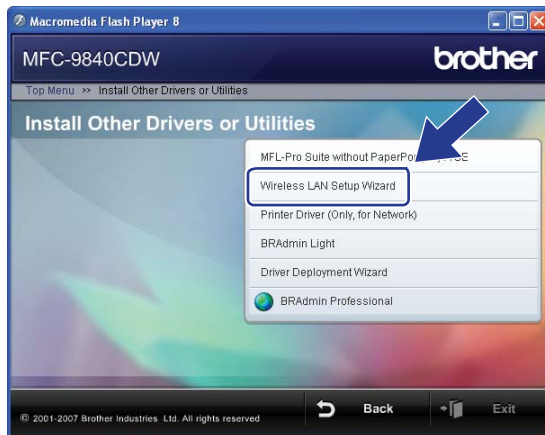 Macromedia Flash Player 8
MFC-9840CDW
brother
Top Menu >> Install Other Drivers or Utilities
Install Other Drivers or Utilities
MFL-Pro Suite without
Wireless LAN Setup Wizard
Printer Driver (Only, for Network)
BRAdmin Light
Driver Deployment Wizard
BRAdmin Professional
© 2001-2007 Brother Industries Ltd. All rights reserved
Back
Exit